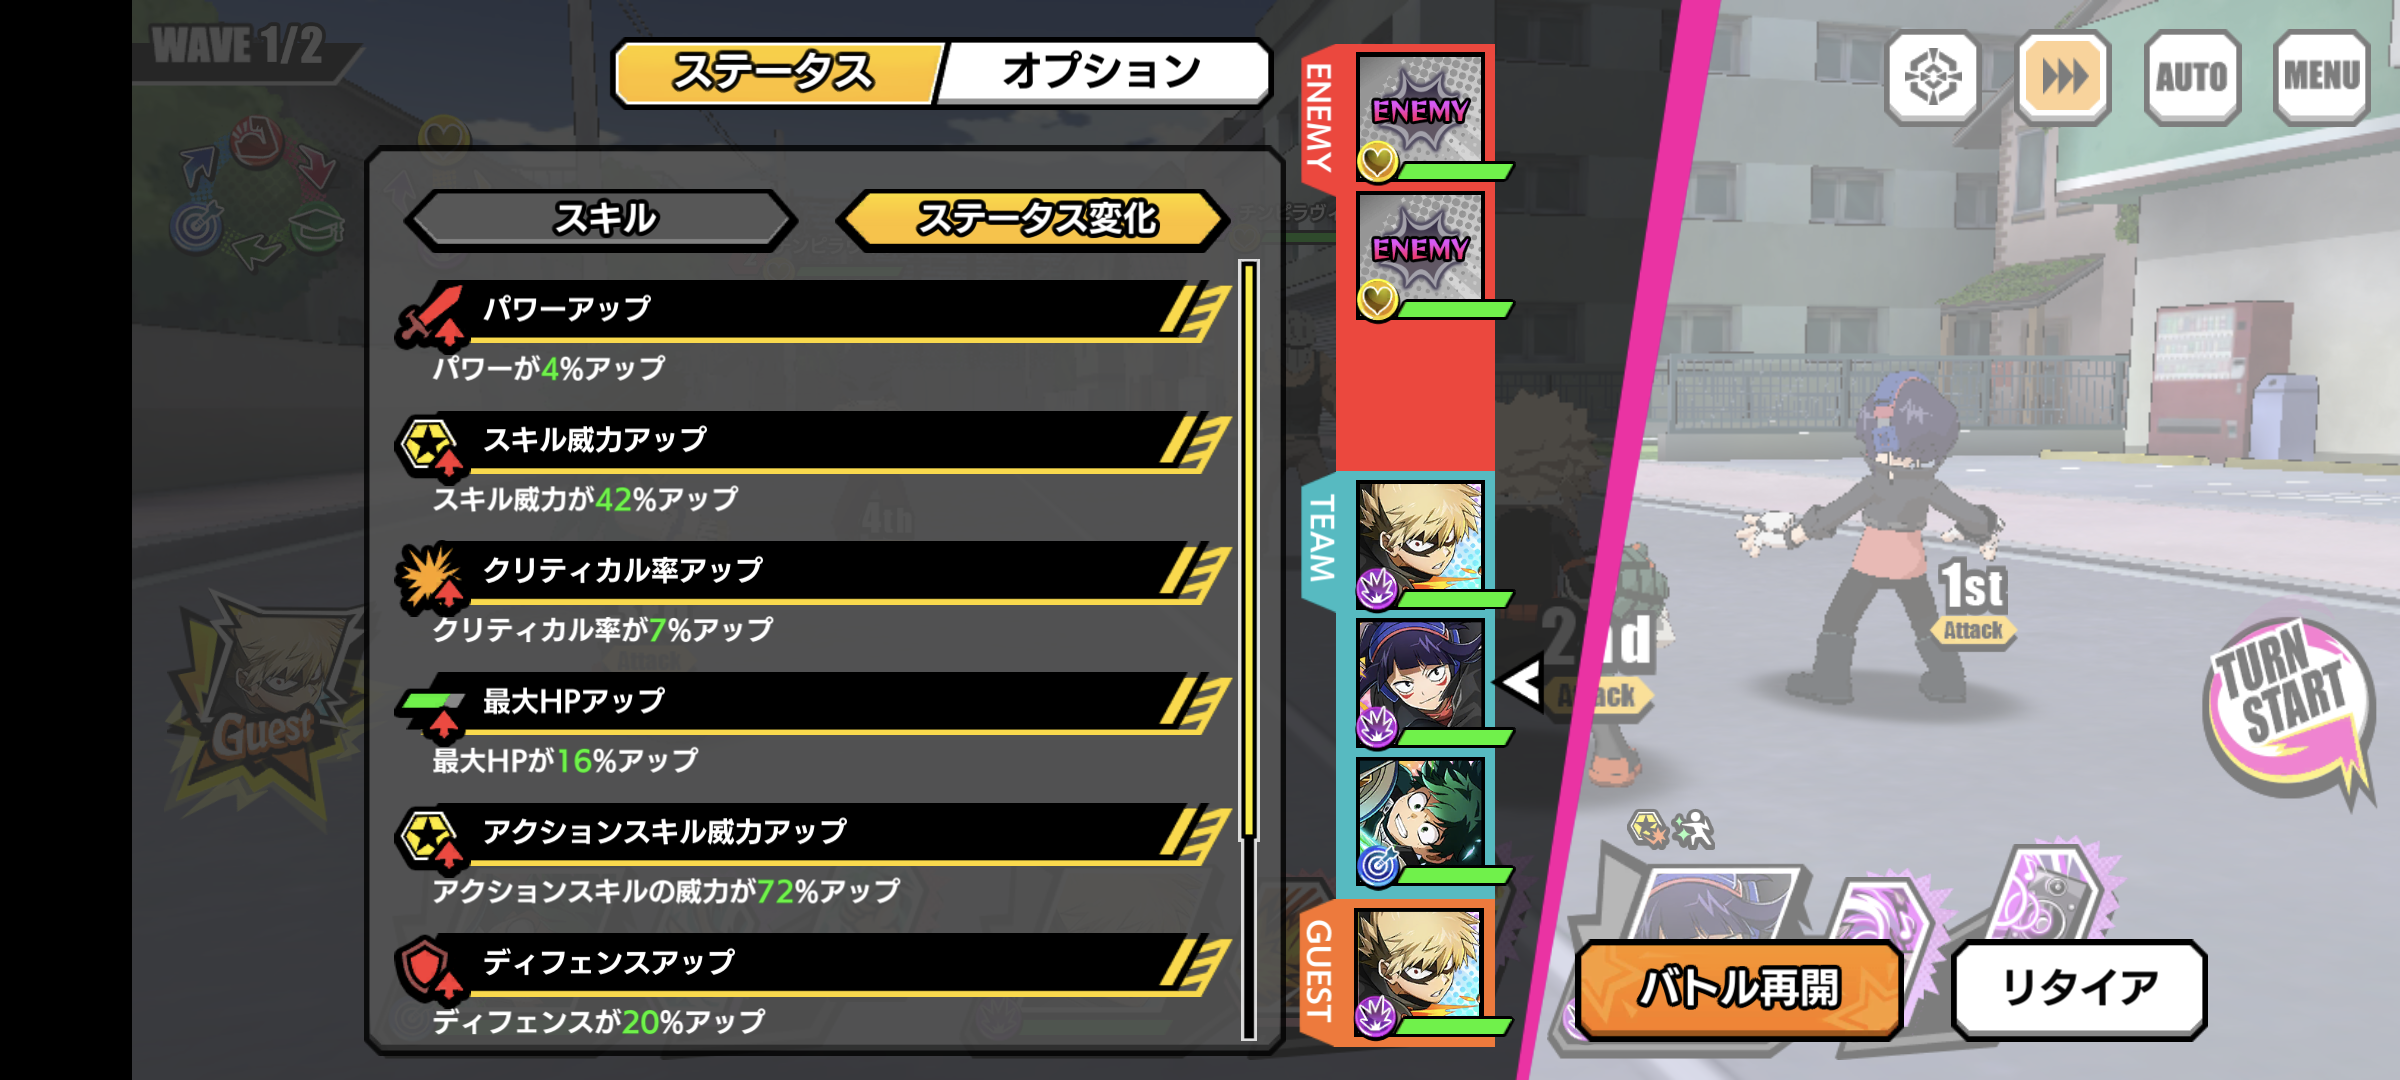 WAVE 1/2
ステータス
オプション
AUTO
MENU
スキル
ステータス変化
パワーアップ
パワーが4%アップ
スキル威力アップ
スキル威力が42%アップ
クリティカル率アップ
クリティカル率が7%アップ
最大HPアップ
最大HPが16%アップ
アクションスキル威力アップ
アクションスキルの威力が72%アップ
ディフェンスアップ
ディフェンスが20%アップ
ENEMY
ENEMY
ENEMY
TEAM
GUEST
Guest
4th
Attack
1st
Attack
2nd
Attack
TURN
START
バトル再開
リタイア